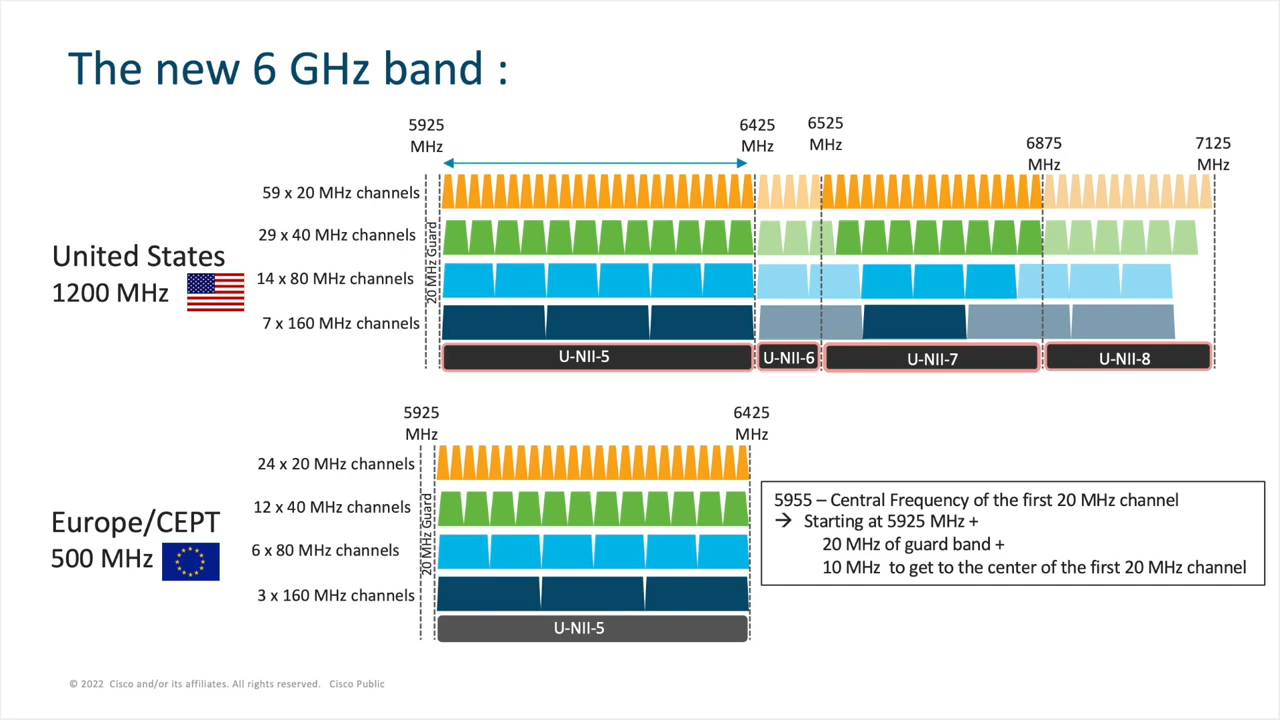 The new 6 GHz band :
5925
MHz
6425
MHz
6525
MHz
6875
MHz
7125
MHz
United States
1200 MHz
59 x 20 MHz channels
29 x 40 MHz channels
14 x 80 MHz channels
7 x 160 MHz channels
20 MHz Guard
U-NII-5
U-NII-6
U-NII-7
U-NII-8
5925
MHz
6425
MHz
Europe/CEPT
500 MHz
24 x 20 MHz channels
12 x 40 MHz channels
6 x 80 MHz channels
3 x 160 MHz channels
20 MHz Guard
U-NII-5
5955 – Central Frequency of the first 20 MHz channel
→ Starting at 5925 MHz +
20 MHz of guard band +
10 MHz to get to the center of the first 20 MHz channel
© 2022 Cisco and/or its affiliates. All rights reserved. Cisco Public